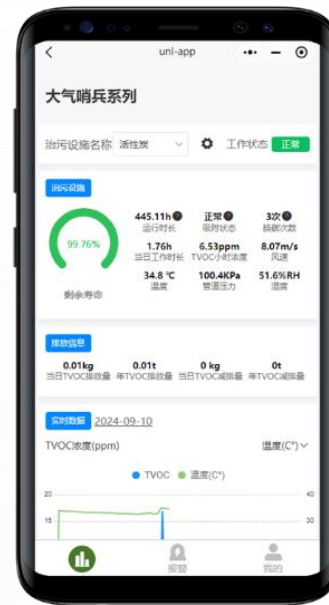 uni-app
大气哨兵系列
治污设施名称 活性炭 工作状态 正常
治污设施
99.76%
剩余寿命
445.11h 正常 3次
运行时长 吸附状态 换碳次数
1.76h 6.53ppm 8.07m/s
当日工作时长 TVOC小时浓度 风速
34.8 ℃ 100.4KPa 51.6%RH
温度 管道压力 湿度
排放信息
0.01kg 0.01t 0 kg 0t
当日TVOC排放量 年TVOC排放量 当日TVOC减排量 年TVOC减排量
实时数据 2024-09-10
TVOC浓度(ppm) 温度(C°)
TVOC 温度(C°)
20 40
15 30
报警 我的